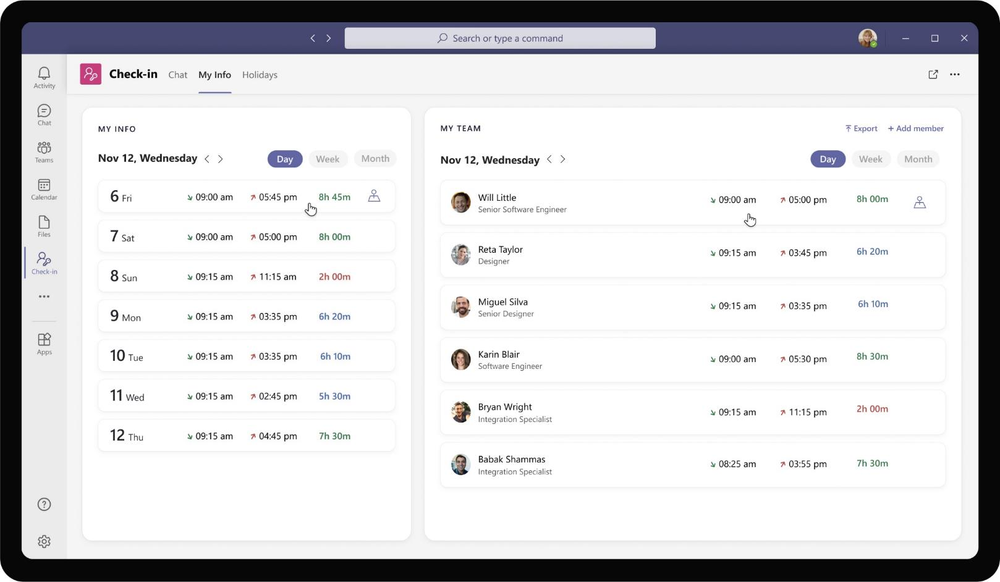 Search or type a command
Activity
Chat
Teams
Calendar
Files
Check-in
Apps
Check-in Chat My Info Holidays
MY INFO
Nov 12, Wednesday Day Week Month
6 Fri 09:00 am 05:45 pm 8h 45m
7 Sat 09:00 am 05:00 pm 8h 00m
8 Sun 09:15 am 11:15 am 2h 00m
9 Mon 09:15 am 03:35 pm 6h 20m
10 Tue 09:15 am 03:35 pm 6h 10m
11 Wed 09:15 am 02:45 pm 5h 30m
12 Thu 09:15 am 04:45 pm 7h 30m
MY TEAM Export + Add member
Nov 12, Wednesday Day Week Month
Will Little 09:00 am 05:00 pm 8h 00m
Senior Software Engineer
Reta Taylor 09:15 am 03:45 pm 6h 20m
Designer
Miguel Silva 09:15 am 03:35 pm 6h 10m
Senior Designer
Karin Blair 09:00 am 05:30 pm 8h 30m
Software Engineer
Bryan Wright 09:15 am 11:15 pm 2h 00m
Integration Specialist
Babak Shammas 08:25 am 03:55 pm 7h 30m
Integration Specialist